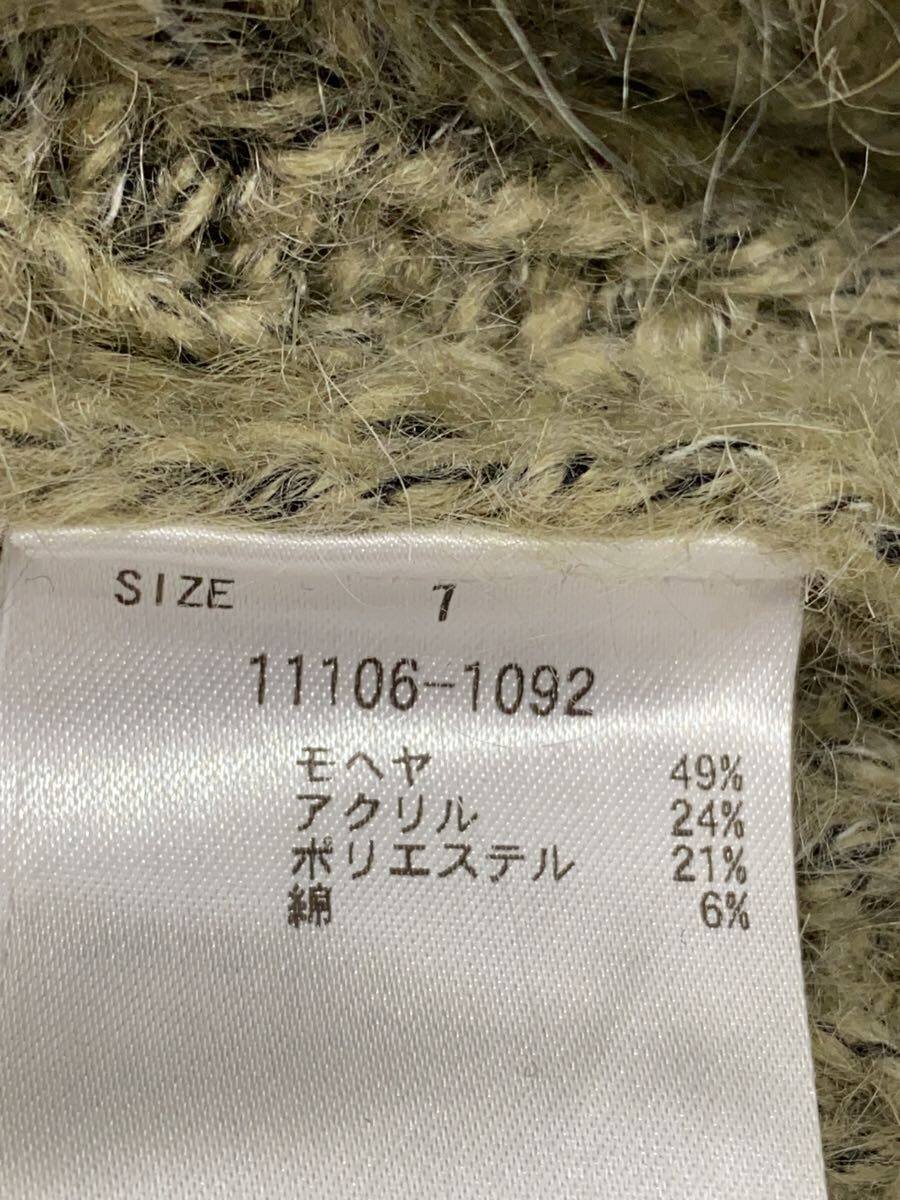 SIZE 1
11106-1092
モヘヤ 49%
アクリル 24%
ポリエステル 21%
綿 6%